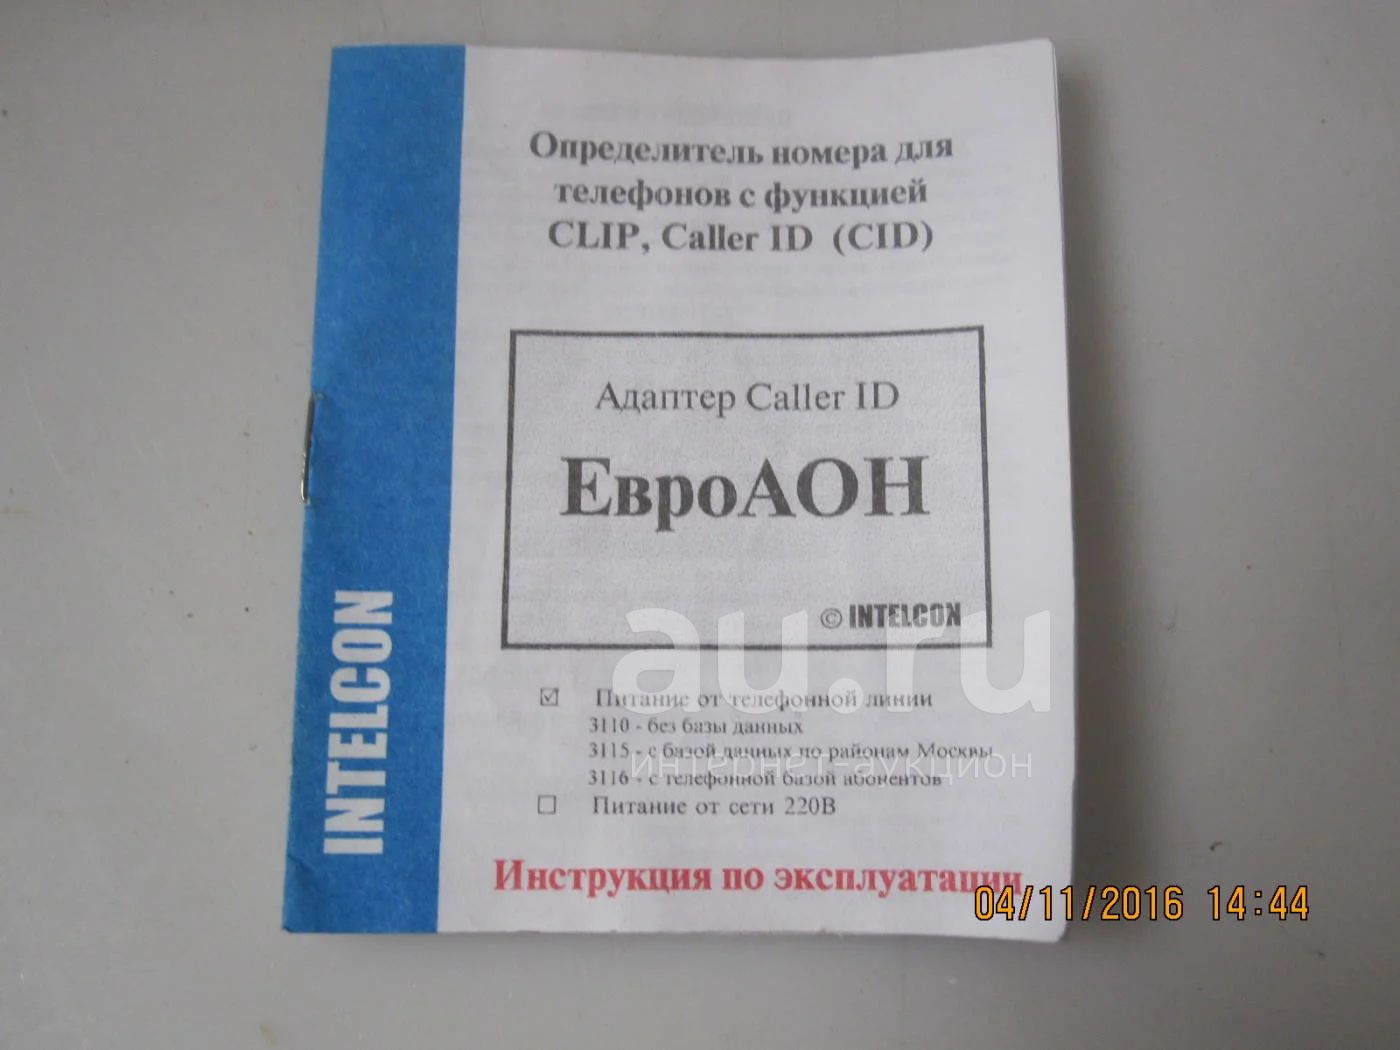 Определитель номера для
телефонов с функцией
CLIP, Caller ID (CID)
Адаптер Caller ID
ЕвроАОН
© INTELCON
INTELCON
☑ Питание от телефонной линии
3110 - без базы данных
3115 - с базой данных по районам Москвы
3116 - с телефонной базой абонентов
☐ Питание от сети 220В
Инструкция по эксплуатации
au.ru
интернет-аукцион
04/11/2016 14:44